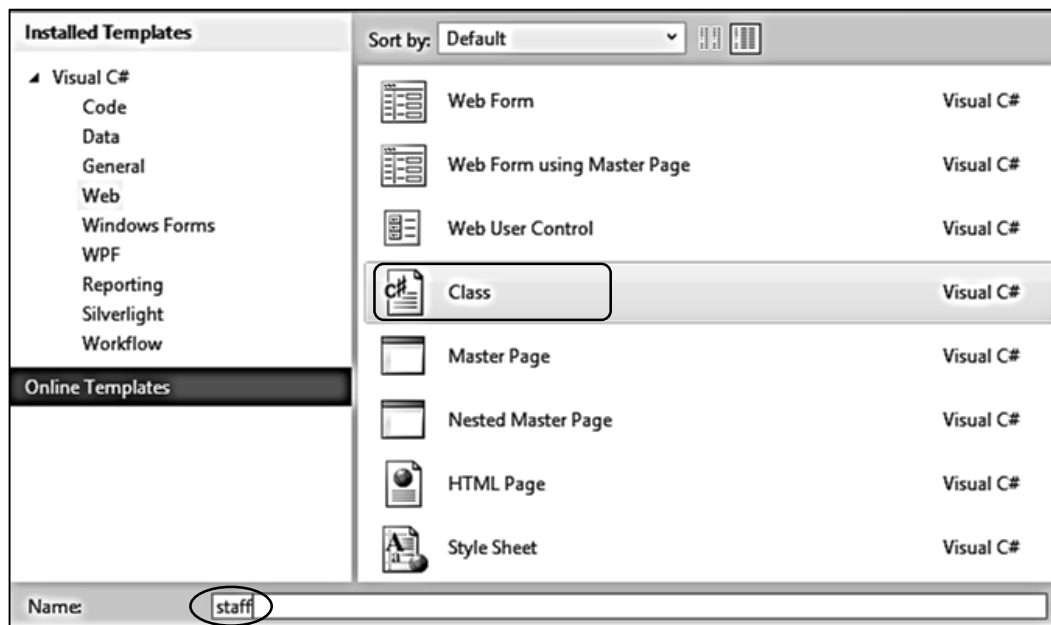 Installed Templates
Visual C#
Code
Data
General
Web
Windows Forms
WPF
Reporting
Silverlight
Workflow
Online Templates
Sort by: Default
Web Form Visual C#
Web Form using Master Page Visual C#
Web User Control Visual C#
Class Visual C#
Master Page Visual C#
Nested Master Page Visual C#
HTML Page Visual C#
Style Sheet Visual C#
Name: staff